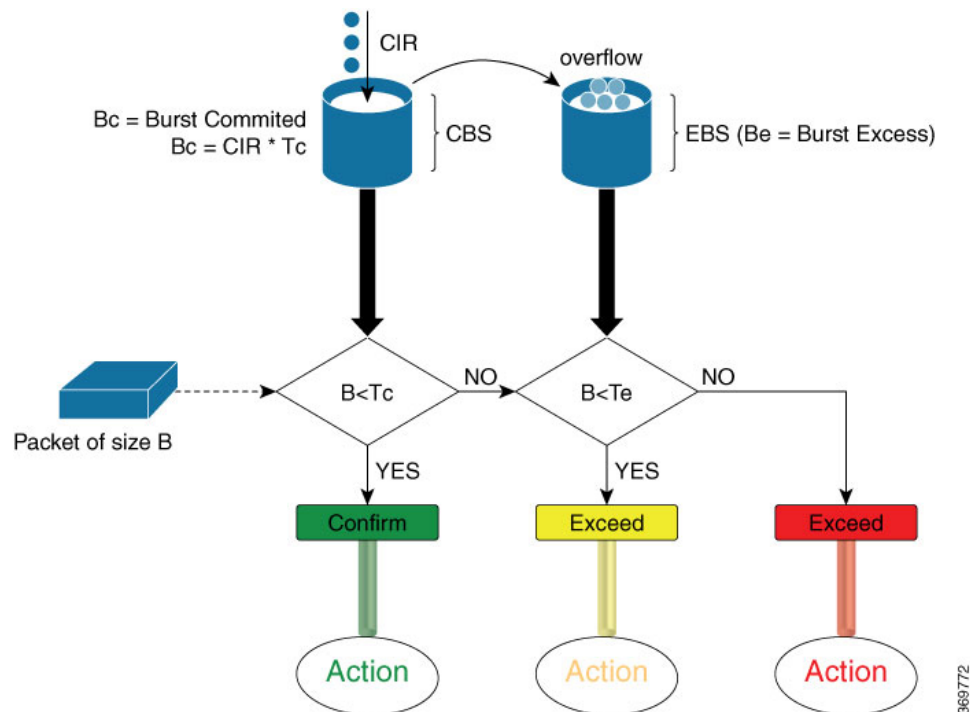 CIR
overflow
Bc = Burst Commited
Bc = CIR * Tc
CBS
EBS (Be = Burst Excess)
B<Tc
NO
B<Te
NO
Packet of size B
YES
YES
Confirm
Exceed
Exceed
Action
Action
Action
369772